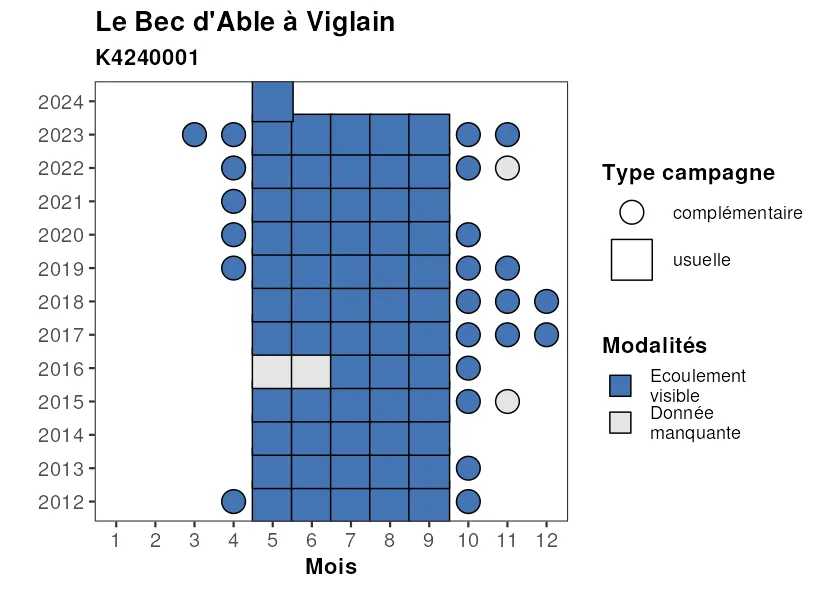 Le Bec d'Able à Viglain
K4240001
2024
2023
2022
2021
2020
2019
2018
2017
2016
2015
2014
2013
2012
1 2 3 4 5 6 7 8 9 10 11 12
Mois
Type campagne
complémentaire
usuelle
Modalités
Ecoulement
visible
Donnée
manquante